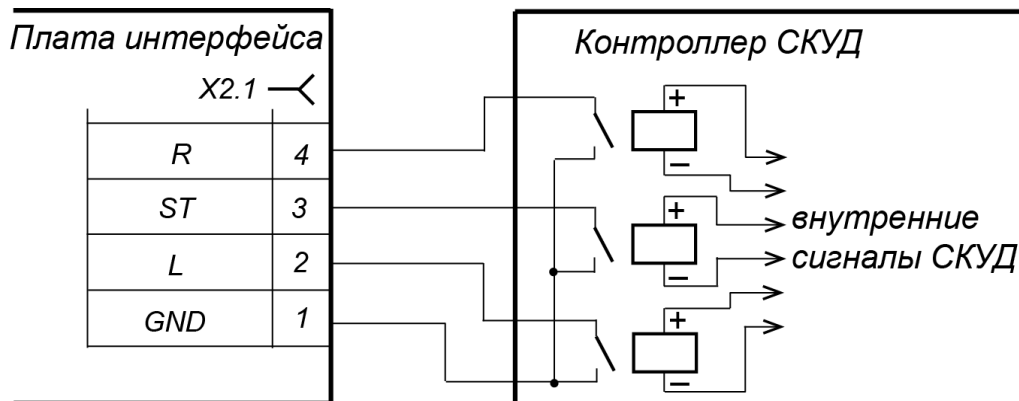 Плата интерфейса
Контроллер СКУД
X2.1
R 4
ST 3
L 2
GND 1
+
–
+
–
+
–
внутренние
сигналы СКУД